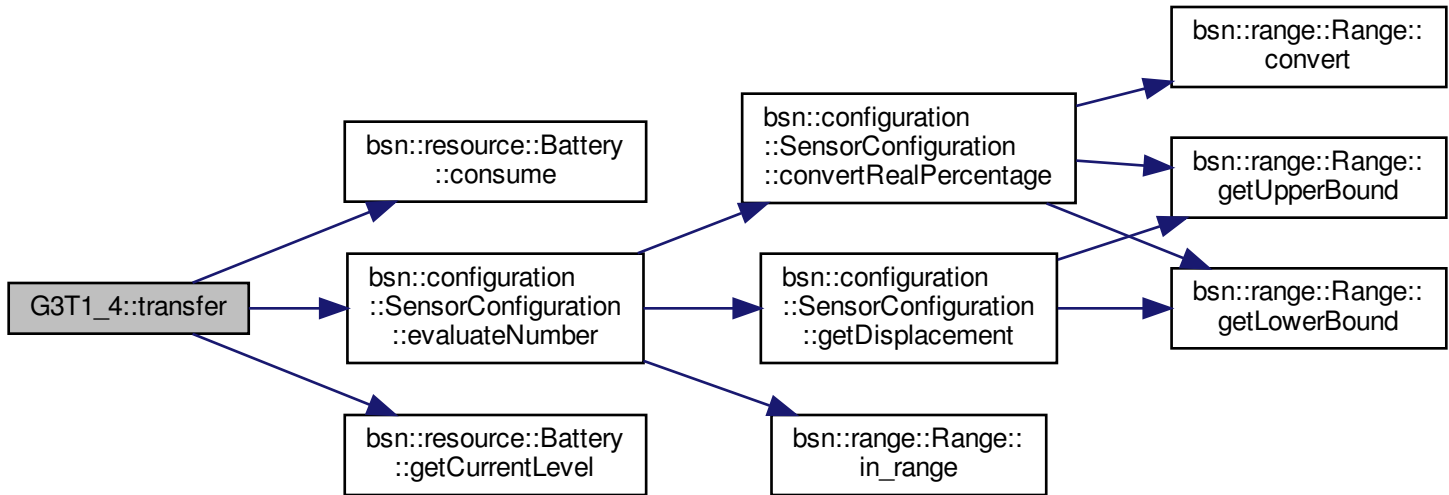 G3T1_4::transfer
bsn::resource::Battery
::consume
bsn::configuration
::SensorConfiguration
::evaluateNumber
bsn::resource::Battery
::getCurrentLevel
bsn::configuration
::SensorConfiguration
::convertRealPercentage
bsn::configuration
::SensorConfiguration
::getDisplacement
bsn::range::Range::
in_range
bsn::range::Range::
convert
bsn::range::Range::
getUpperBound
bsn::range::Range::
getLowerBound